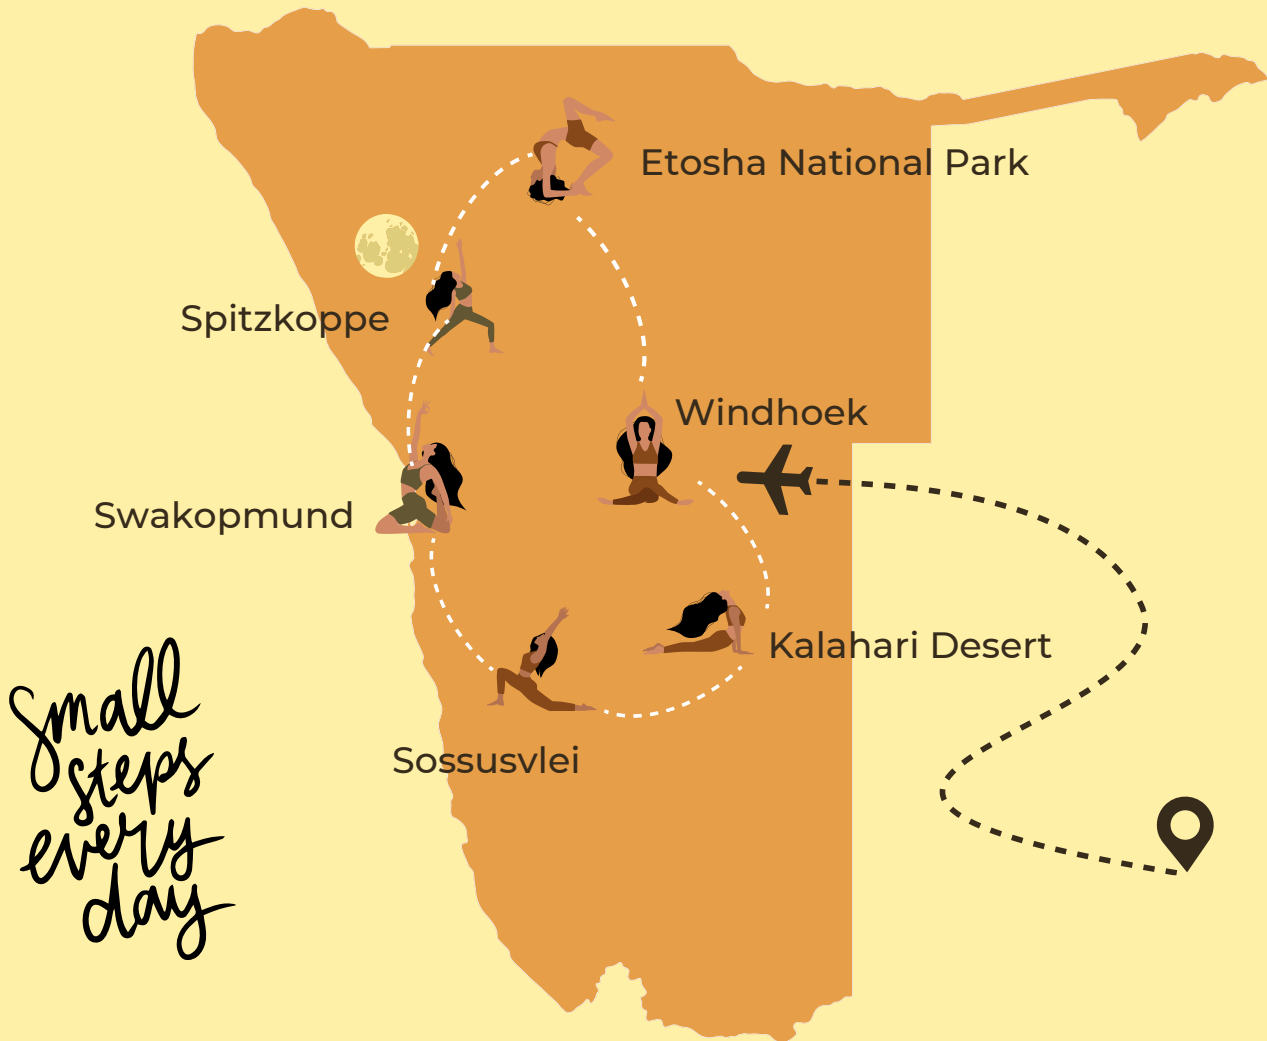 Etosha National Park
Spitzkoppe
Windhoek
Swakopmund
Kalahari Desert
Sossusvlei
small
steps
every
day